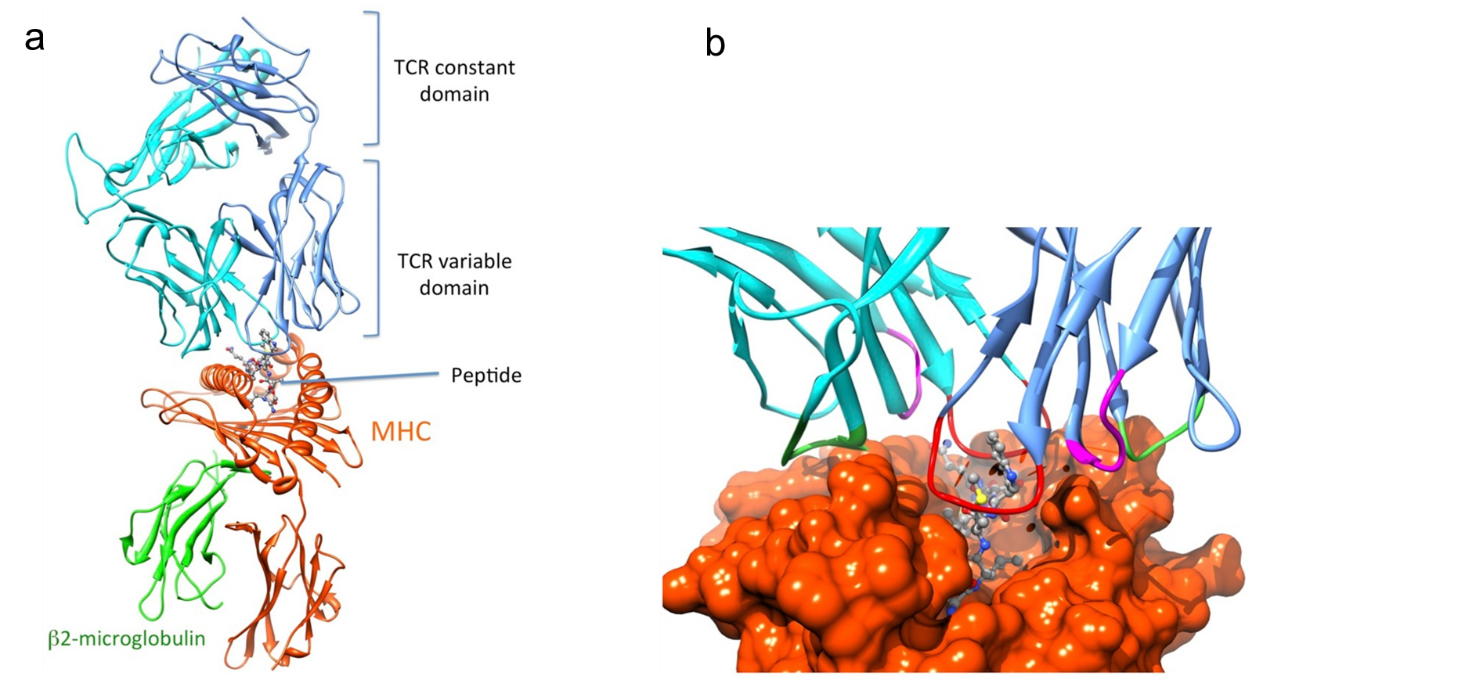 a
b
TCR constant
domain
TCR variable
domain
Peptide
MHC
β2-microglobulin